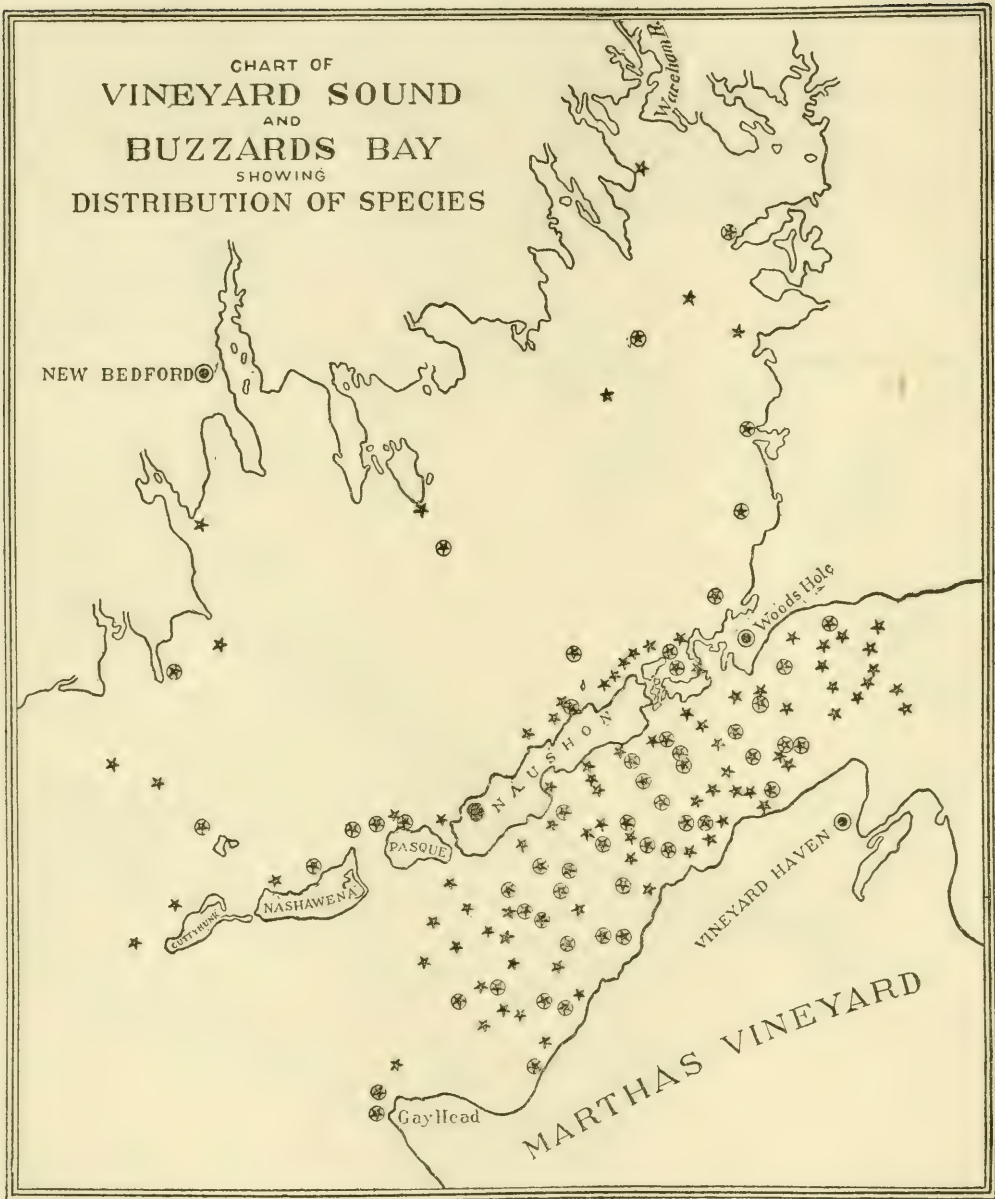 CHART OF
VINEYARD SOUND
AND
BUZZARDS BAY
SHOWING
DISTRIBUTION OF SPECIES
Wareham R.
NEW BEDFORD
Woods Hole
NAUSHON
PASQUE
NASHAWENA
CUTTYHUNK
VINEYARD HAVEN
MARTHAS VINEYARD
Gay Head